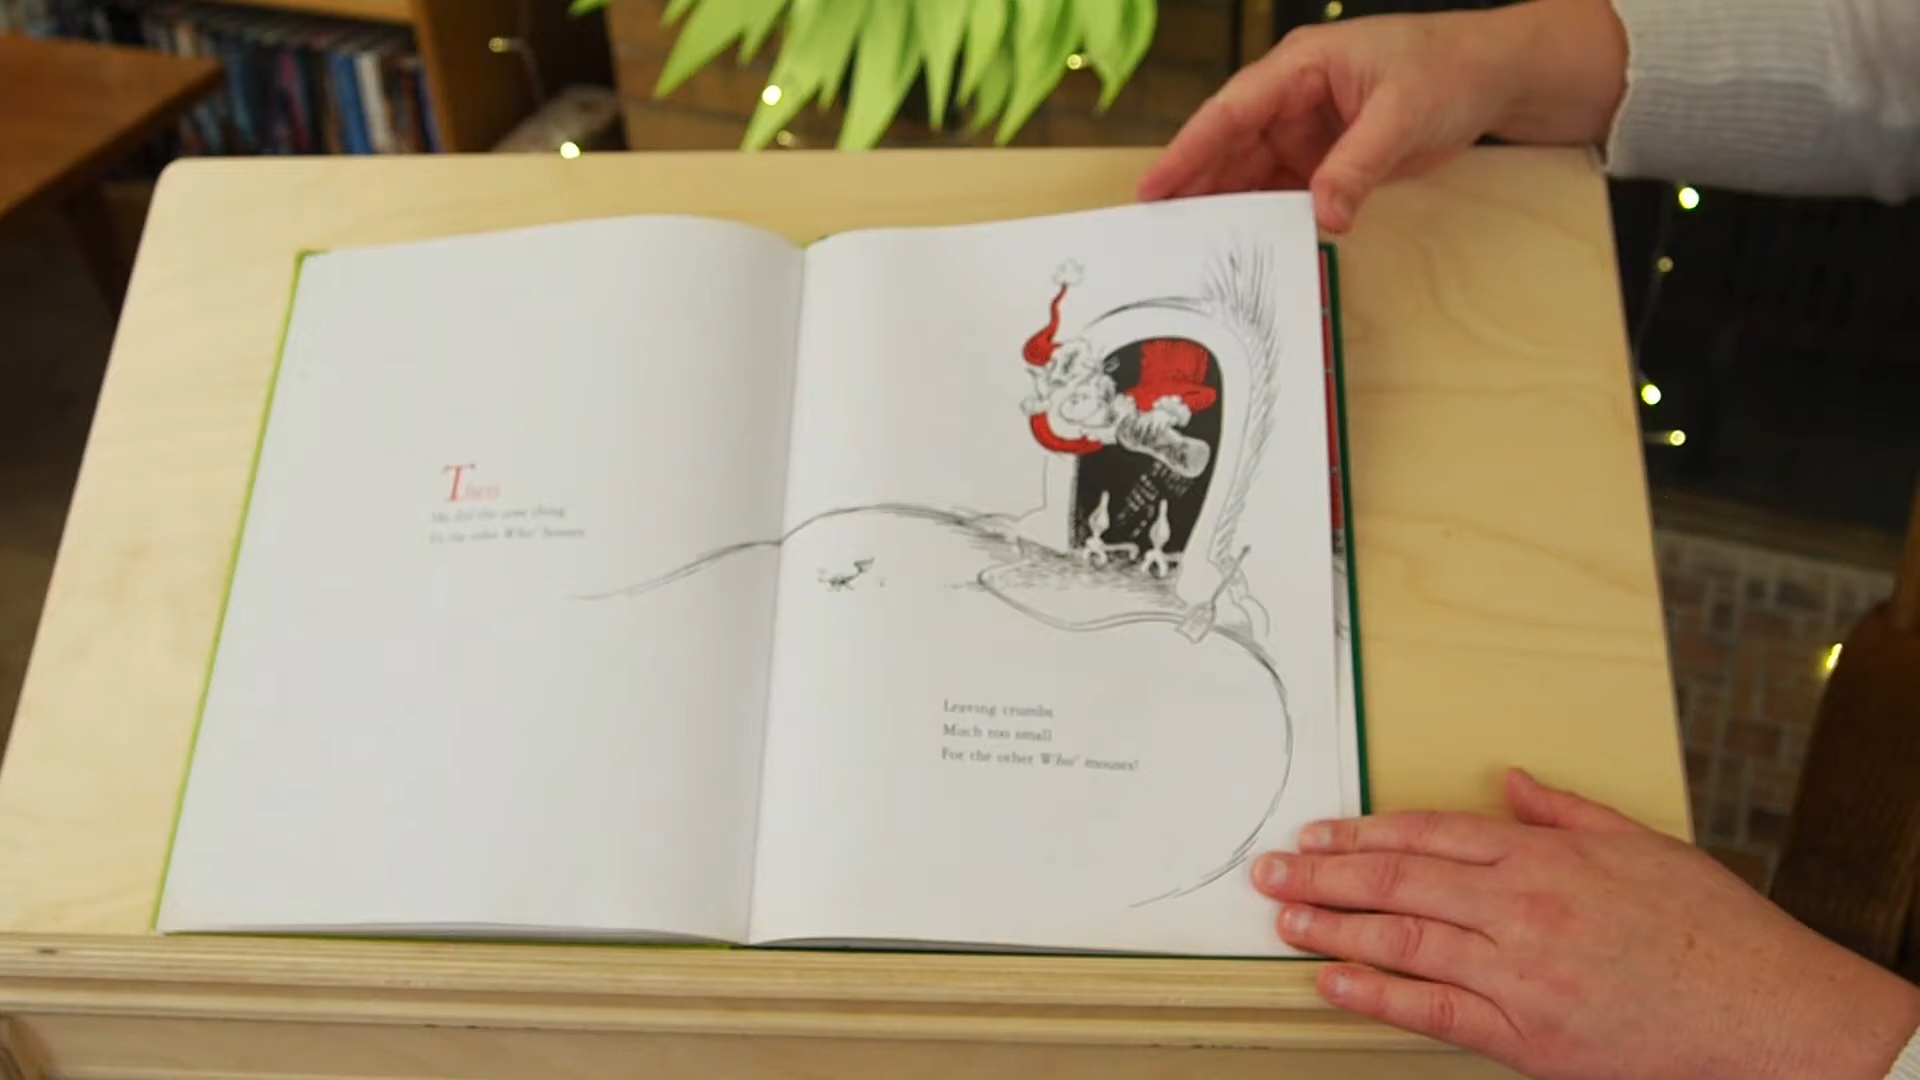 Then
He did the same thing
To the other Whos' houses
Leaving crumbs
Much too small
For the other Whos' mouses!